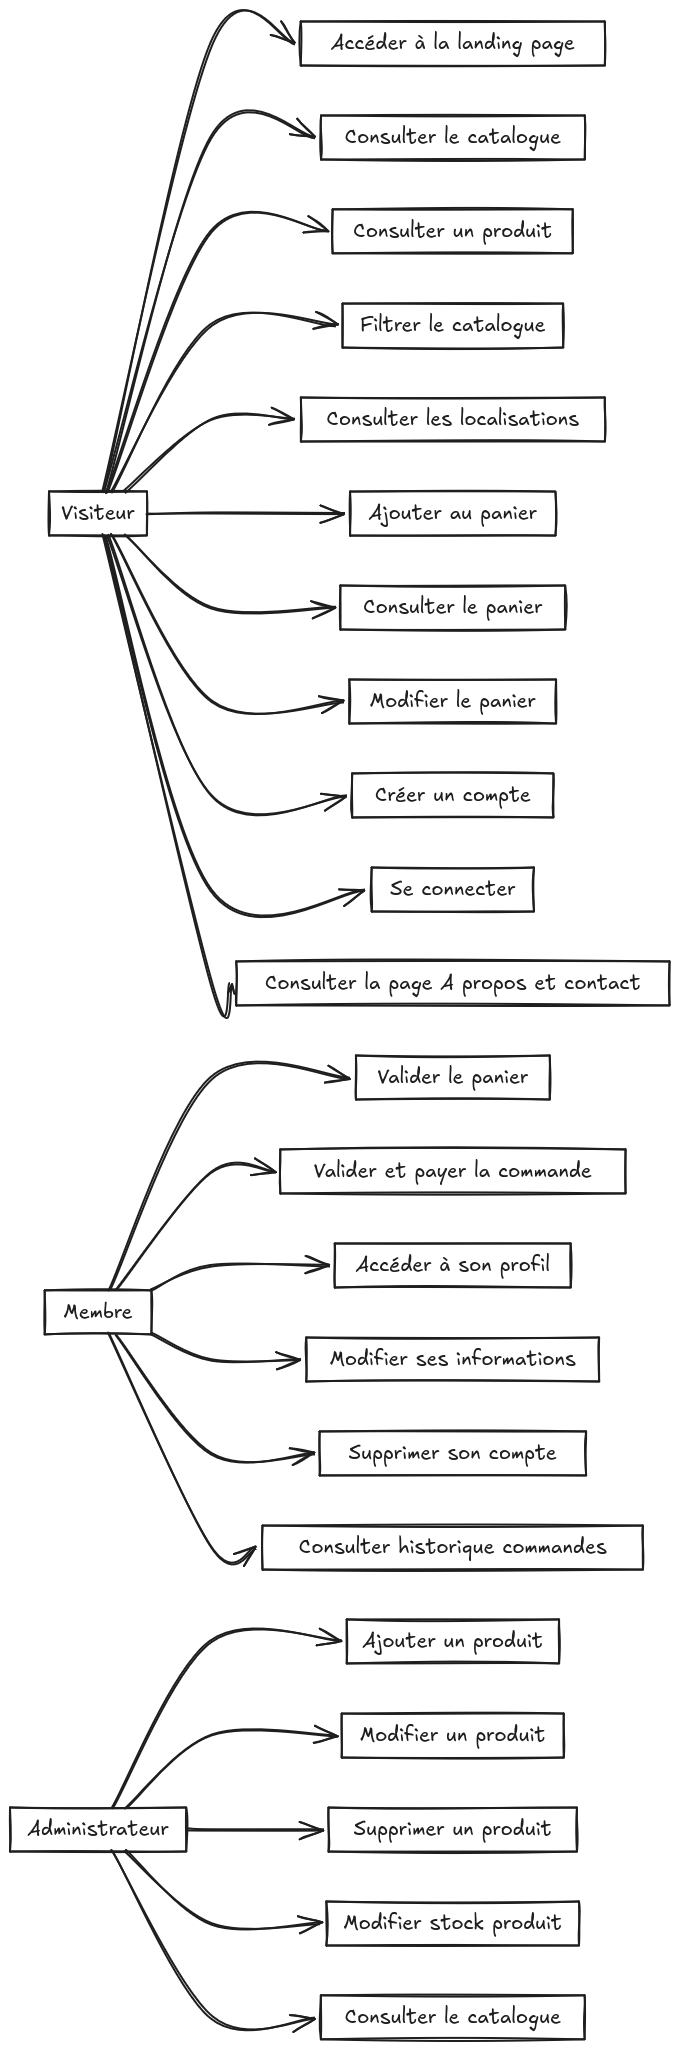 Accéder à la landing page
Consulter le catalogue
Consulter un produit
Filtrer le catalogue
Consulter les localisations
Visiteur
Ajouter au panier
Consulter le panier
Modifier le panier
Créer un compte
Se connecter
Consulter la page A propos et contact
Valider le panier
Valider et payer la commande
Accéder à son profil
Membre
Modifier ses informations
Supprimer son compte
Consulter historique commandes
Ajouter un produit
Modifier un produit
Administrateur
Supprimer un produit
Modifier stock produit
Consulter le catalogue